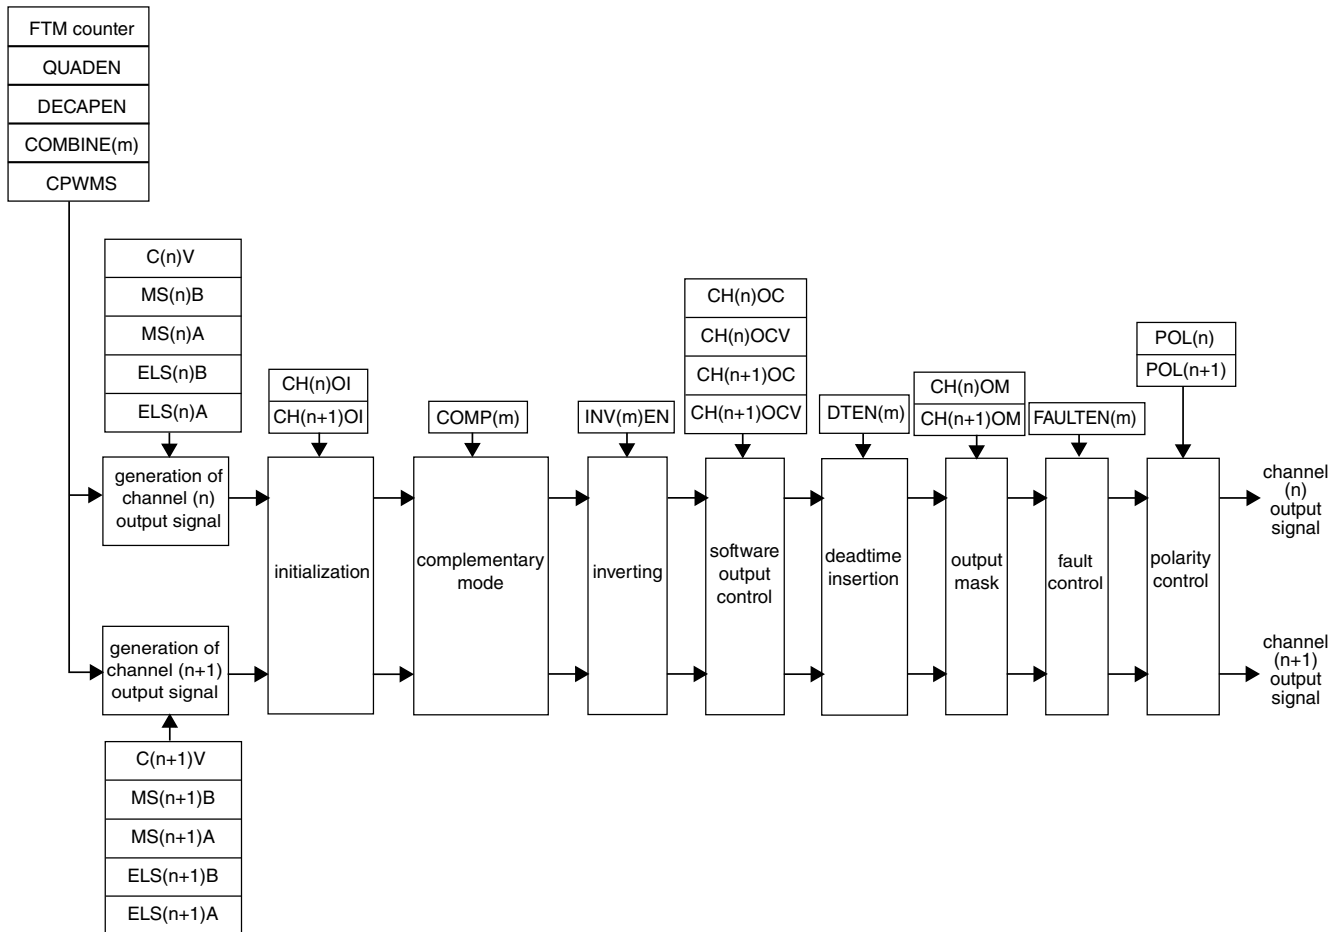 FTM counter
QUADEN
DECAPEN
COMBINE(m)
CPWMS
C(n)V
MS(n)B
MS(n)A
ELS(n)B
ELS(n)A
CH(n)OI
CH(n+1)OI
COMP(m)
INV(m)EN
CH(n)OC
CH(n)OCV
CH(n+1)OC
CH(n+1)OCV
DTEN(m)
CH(n)OM
CH(n+1)OM
FAULTEN(m)
POL(n)
POL(n+1)
generation of
channel (n)
output signal
generation of
channel (n+1)
output signal
initialization
complementary
mode
inverting
software
output
control
deadtime
insertion
output
mask
fault
control
polarity
control
channel
(n)
output
signal
channel
(n+1)
output
signal
C(n+1)V
MS(n+1)B
MS(n+1)A
ELS(n+1)B
ELS(n+1)A